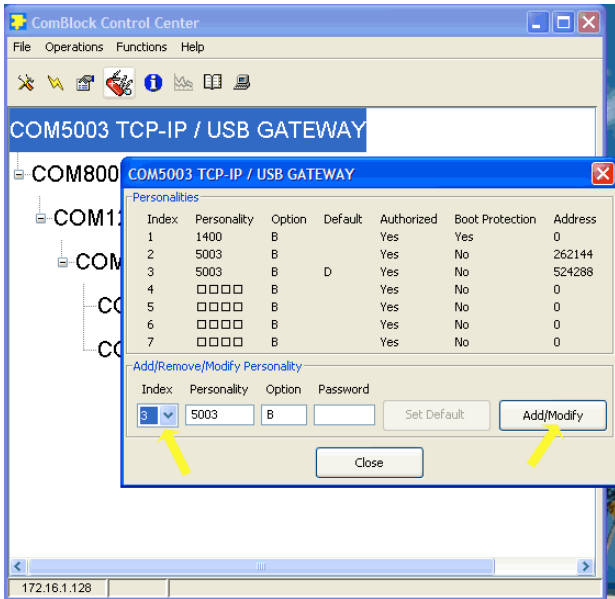 ComBlock Control Center
File Operations Functions Help
COM5003 TCP-IP / USB GATEWAY
COM800
COM5003 TCP-IP / USB GATEWAY
Personalities
Index Personality Option Default Authorized Boot Protection Address
1 1400 B Yes Yes 0
2 5003 B Yes No 262144
3 5003 B D Yes No 524288
4 □□□□ B Yes No 0
5 □□□□ B Yes No 0
6 □□□□ B Yes No 0
7 □□□□ B Yes No 0
COM1
COM
CO
CO
Add/Remove/Modify Personality
Index Personality Option Password
3 5003 B Set Default Add/Modify
Close
172.16.1.128